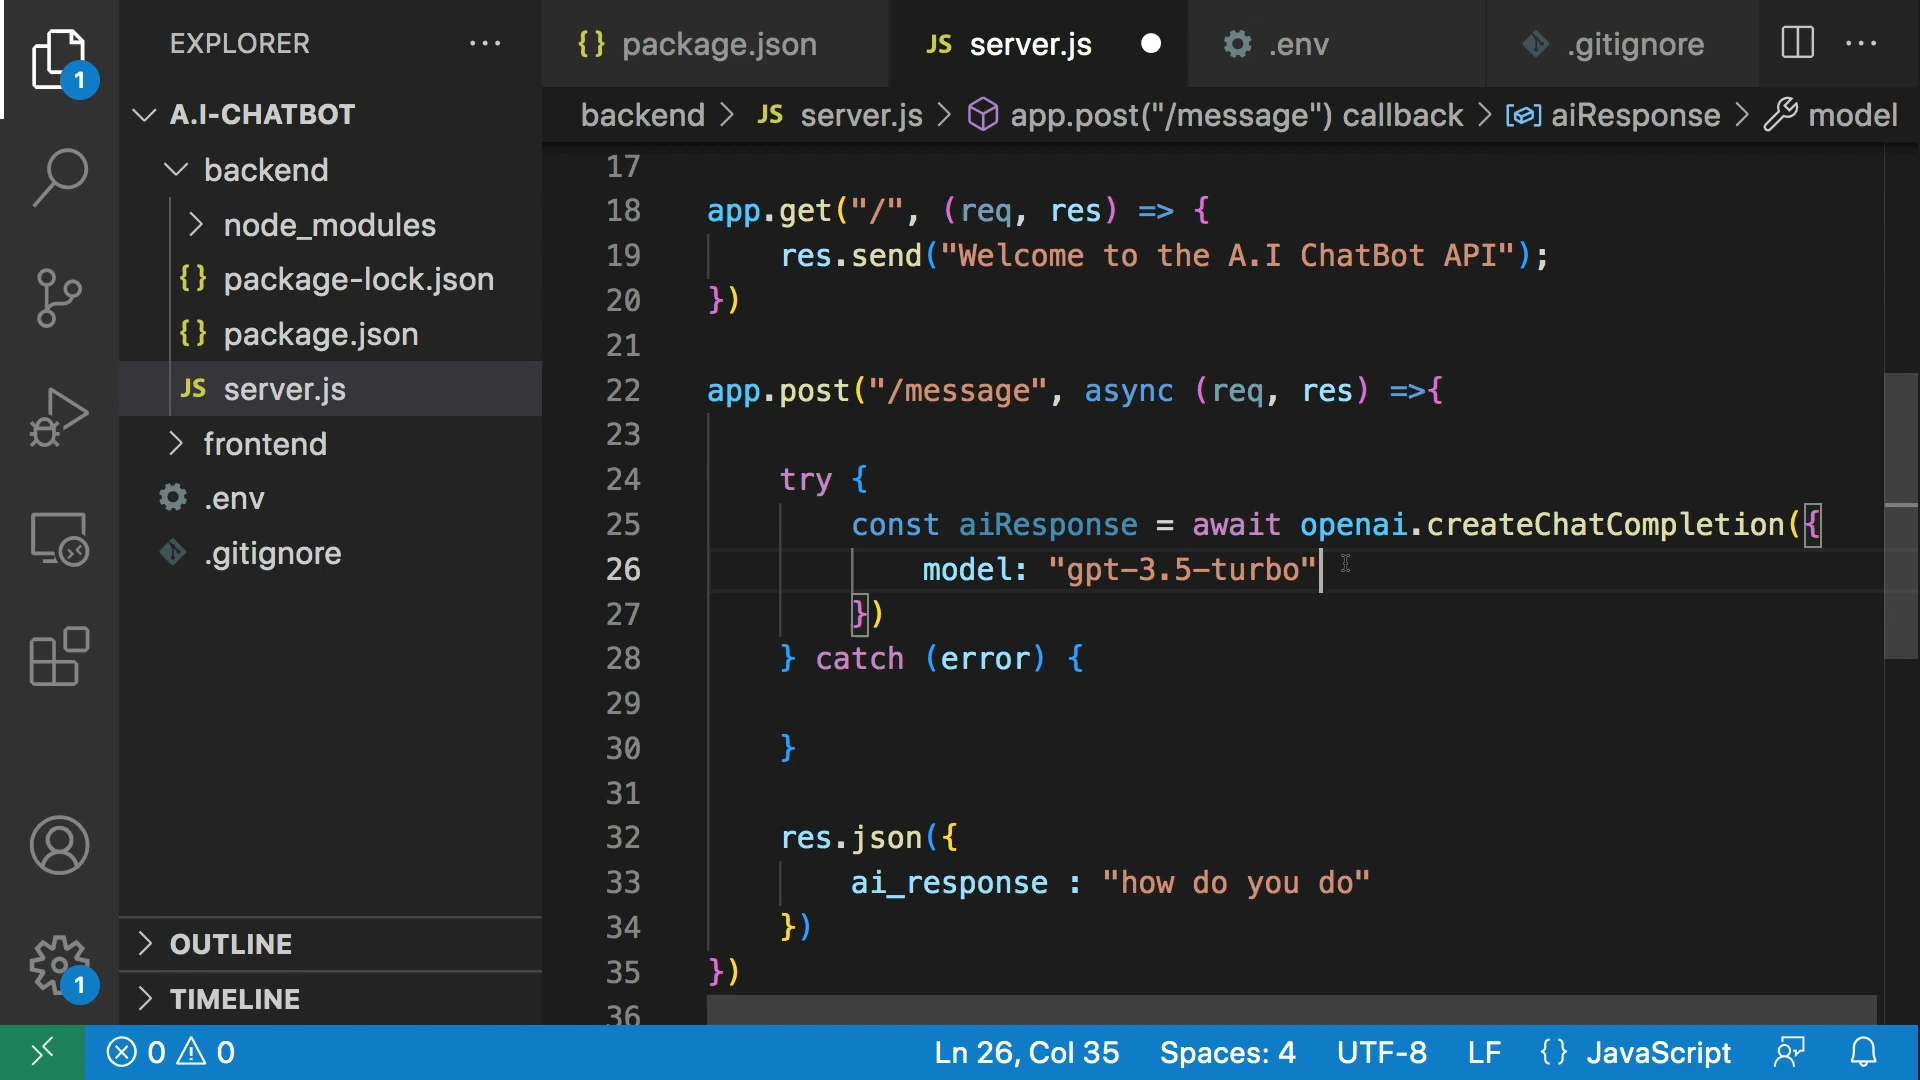 EXPLORER
1
A.I-CHATBOT
backend
node_modules
{} package-lock.json
{} package.json
JS server.js
frontend
.env
.gitignore
OUTLINE
TIMELINE
1
{} package.json
JS server.js
.env
.gitignore
backend > JS server.js > app.post("/message") callback > aiResponse > model
17
18 app.get("/", (req, res) => {
19 res.send("Welcome to the A.I ChatBot API");
20 })
21
22 app.post("/message", async (req, res) =>{
23
24 try {
25 const aiResponse = await openai.createChatCompletion({
26 model: "gpt-3.5-turbo"
27 })
28 } catch (error) {
29
30 }
31
32 res.json({
33 ai_response : "how do you do"
34 })
35 })
36
0 0 Ln 26, Col 35 Spaces: 4 UTF-8 LF {} JavaScript